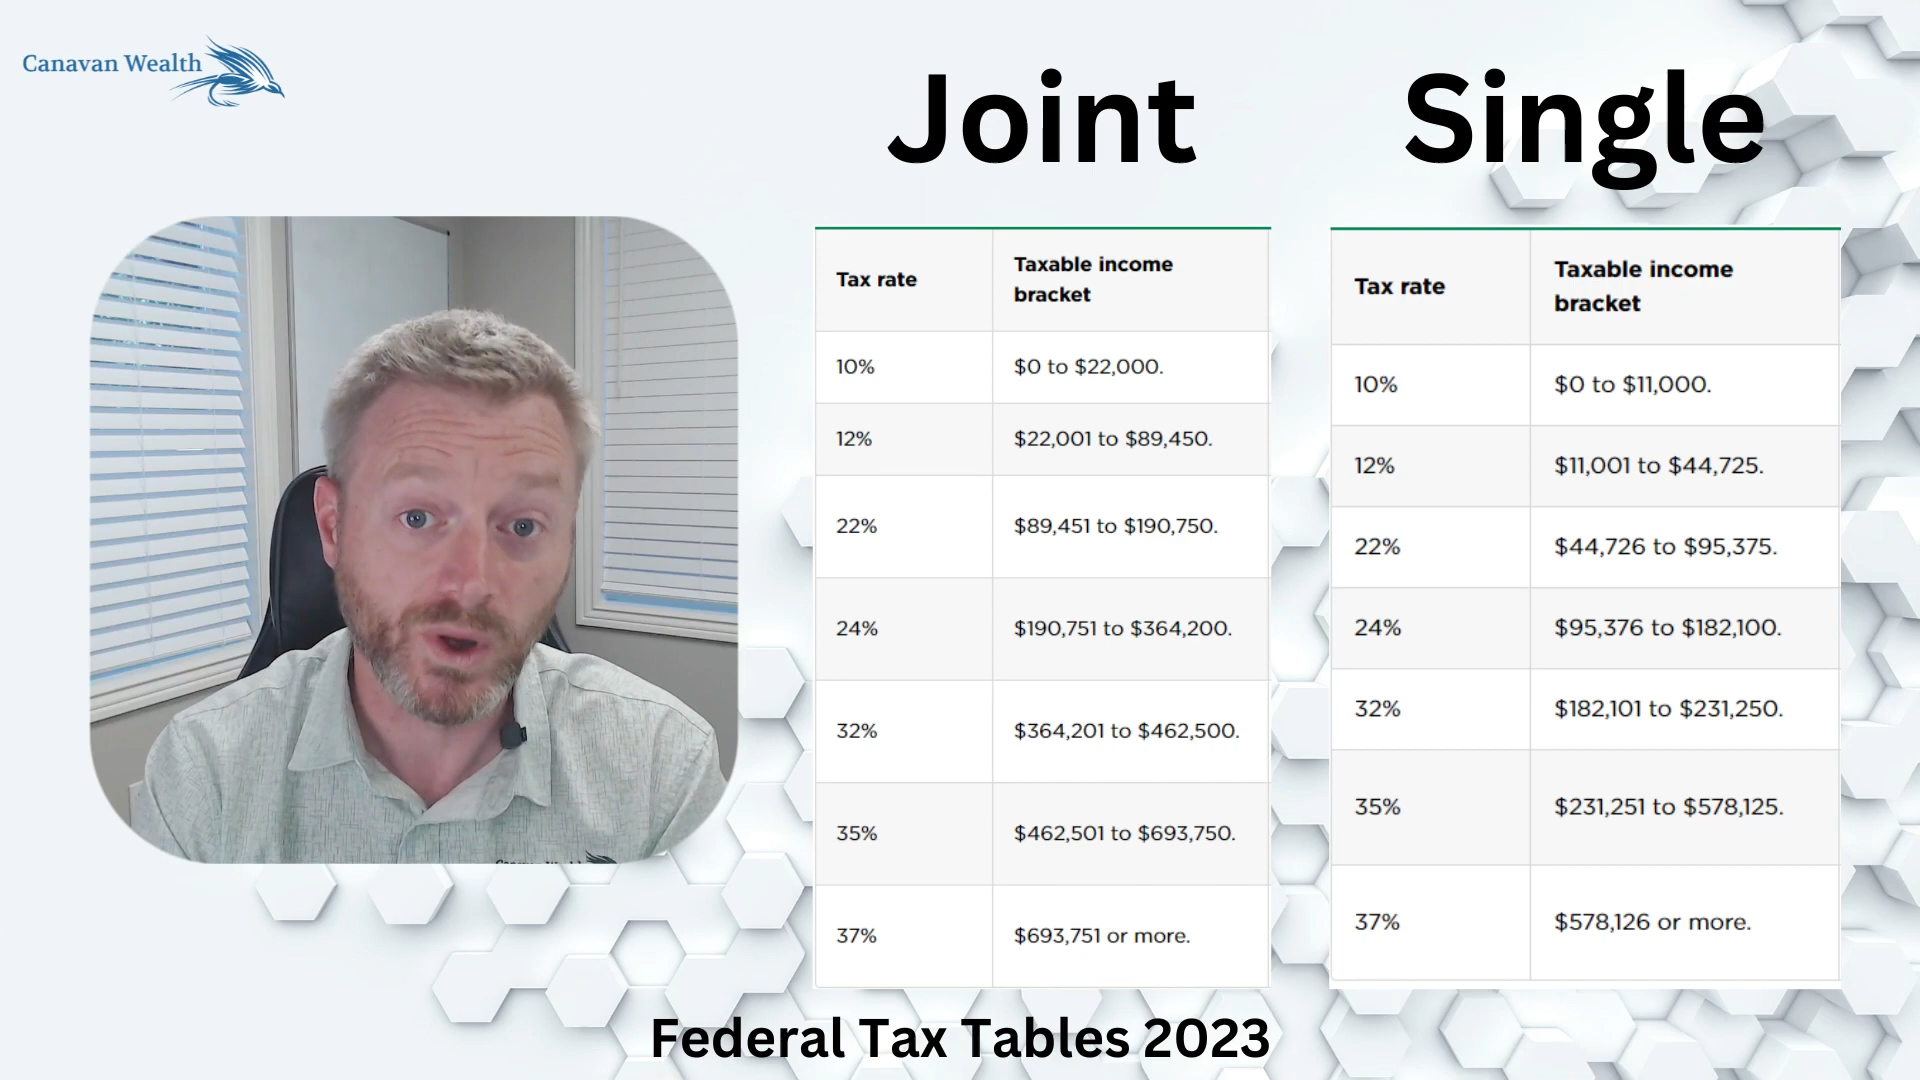 Canavan Wealth
Joint
Single
Tax rate
Taxable income
bracket
10%
$0 to $22,000.
12%
$22,001 to $89,450.
22%
$89,451 to $190,750.
24%
$190,751 to $364,200.
32%
$364,201 to $462,500.
35%
$462,501 to $693,750.
37%
$693,751 or more.
Tax rate
Taxable income
bracket
10%
$0 to $11,000.
12%
$11,001 to $44,725.
22%
$44,726 to $95,375.
24%
$95,376 to $182,100.
32%
$182,101 to $231,250.
35%
$231,251 to $578,125.
37%
$578,126 or more.
Federal Tax Tables 2023